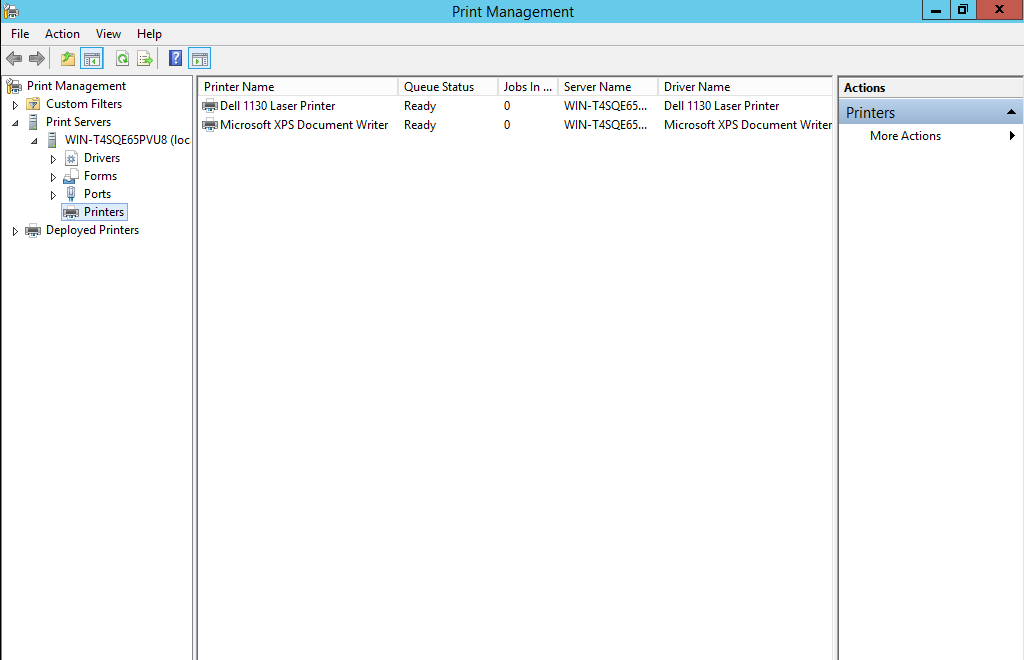 Print Management
File Action View Help
Print Management
Custom Filters
Print Servers
WIN-T4SQE65PVU8 (loc
Drivers
Forms
Ports
Printers
Deployed Printers
Printer Name Queue Status Jobs In ... Server Name Driver Name
Dell 1130 Laser Printer Ready 0 WIN-T4SQE65... Dell 1130 Laser Printer
Microsoft XPS Document Writer Ready 0 WIN-T4SQE65... Microsoft XPS Document Writer
Actions
Printers
More Actions